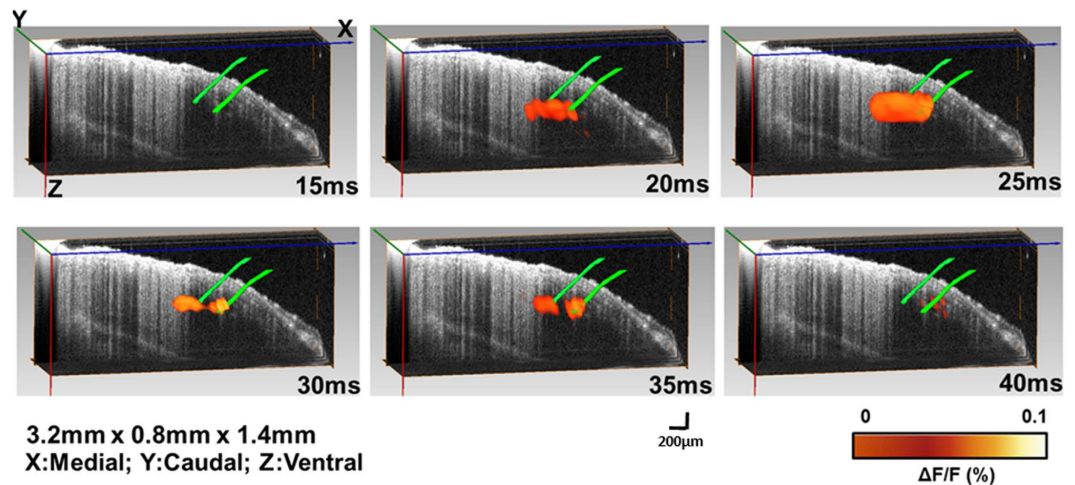 Y
X
Z
15ms
20ms
25ms
30ms
35ms
40ms
3.2mm x 0.8mm x 1.4mm
X:Medial; Y:Caudal; Z:Ventral
200μm
0 0.1
ΔF/F (%)